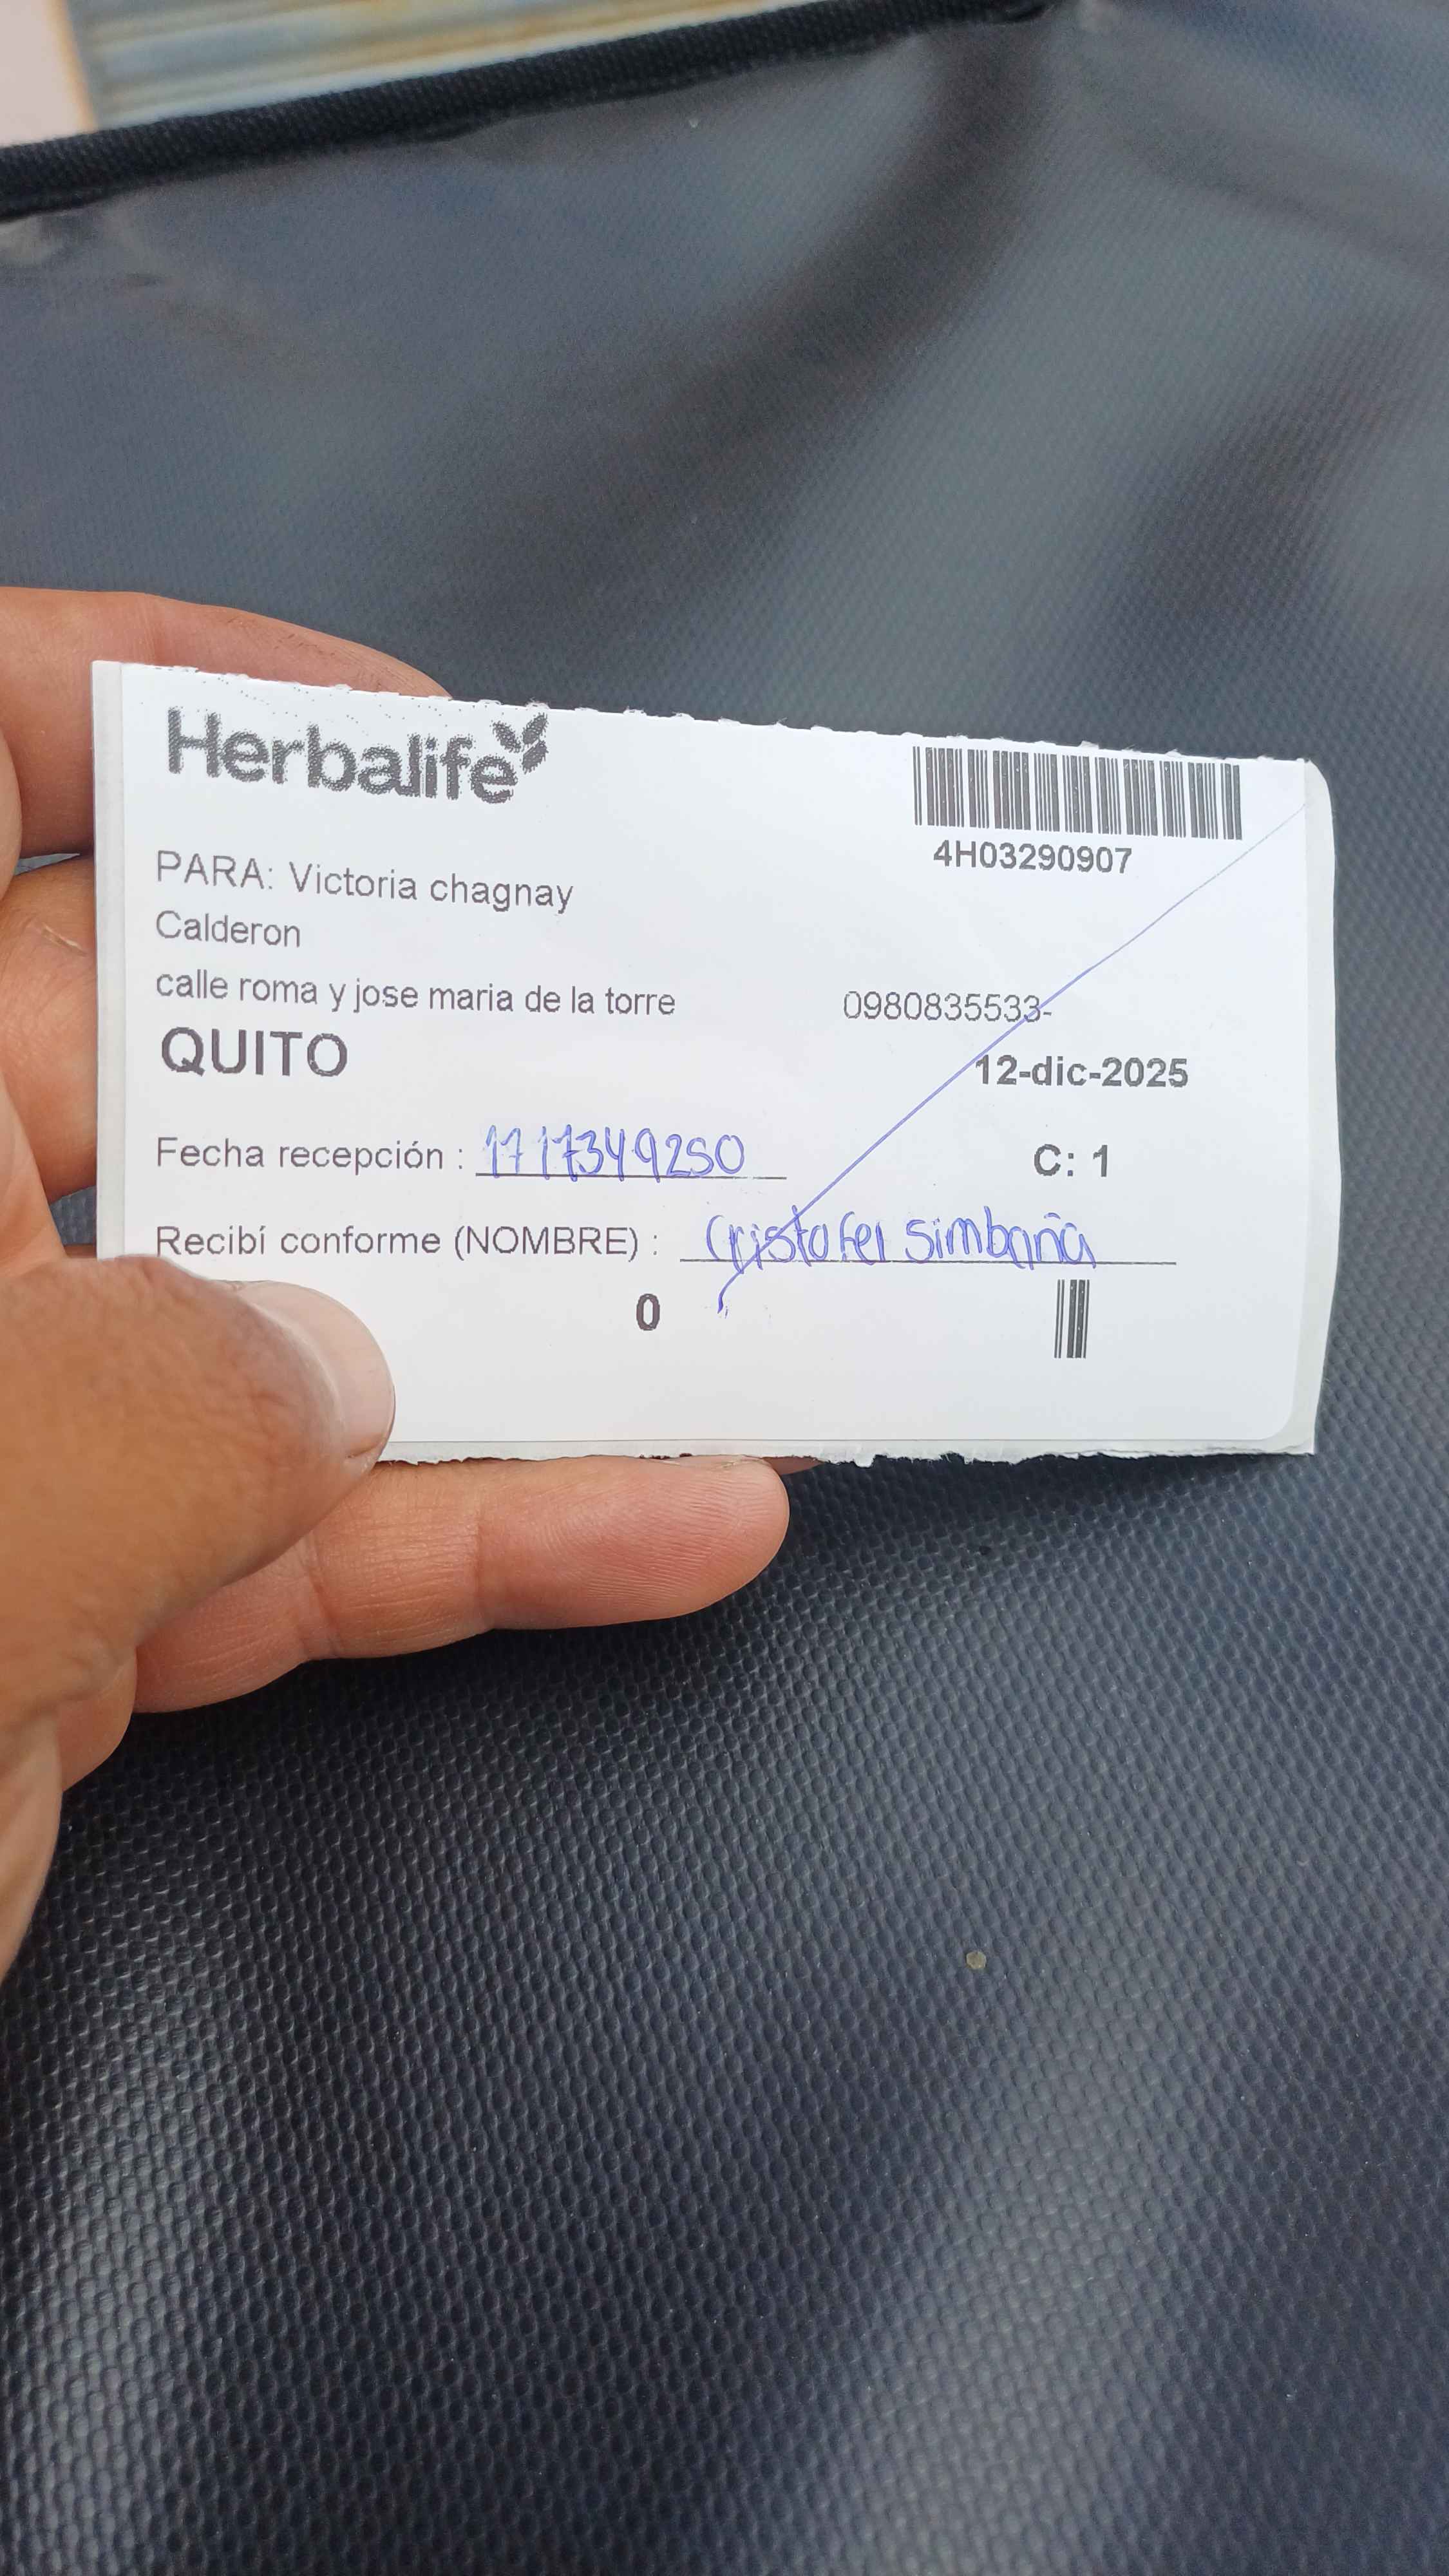 Herbalife
4H03290907
PARA: Victoria chagnay
Calderon
calle roma y jose maria de la torre 0980835533-
QUITO
12-dic-2025
Fecha recepción : 1717349250 C: 1
Recibí conforme (NOMBRE) : Cristofer Simbaña
0